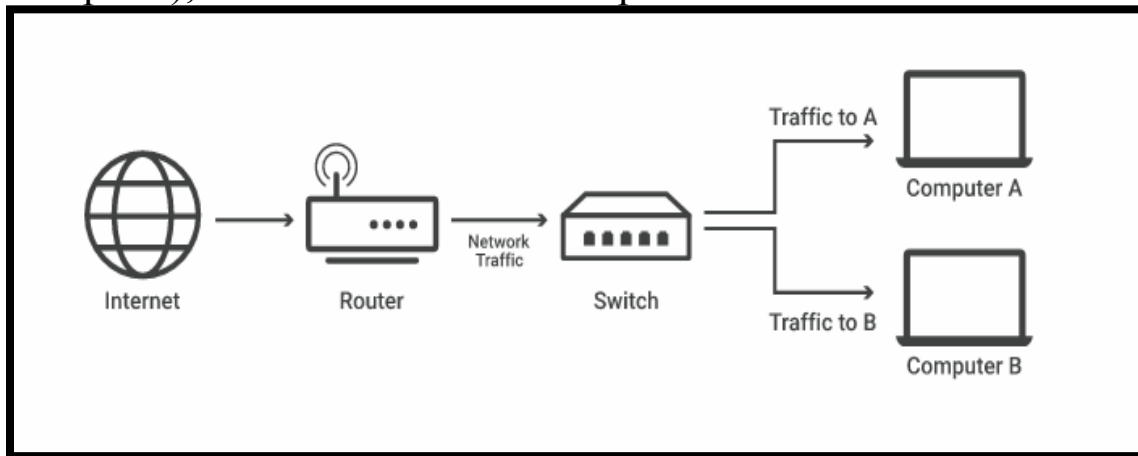 Traffic to A
Computer A
Network
Traffic
Internet
Router
Switch
Traffic to B
Computer B